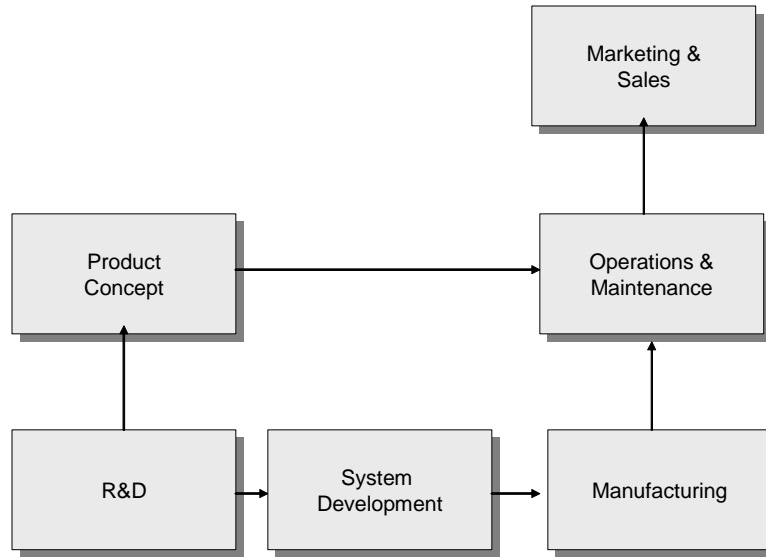 Marketing &
Sales
Product
Concept
Operations &
Maintenance
R&D
System
Development
Manufacturing